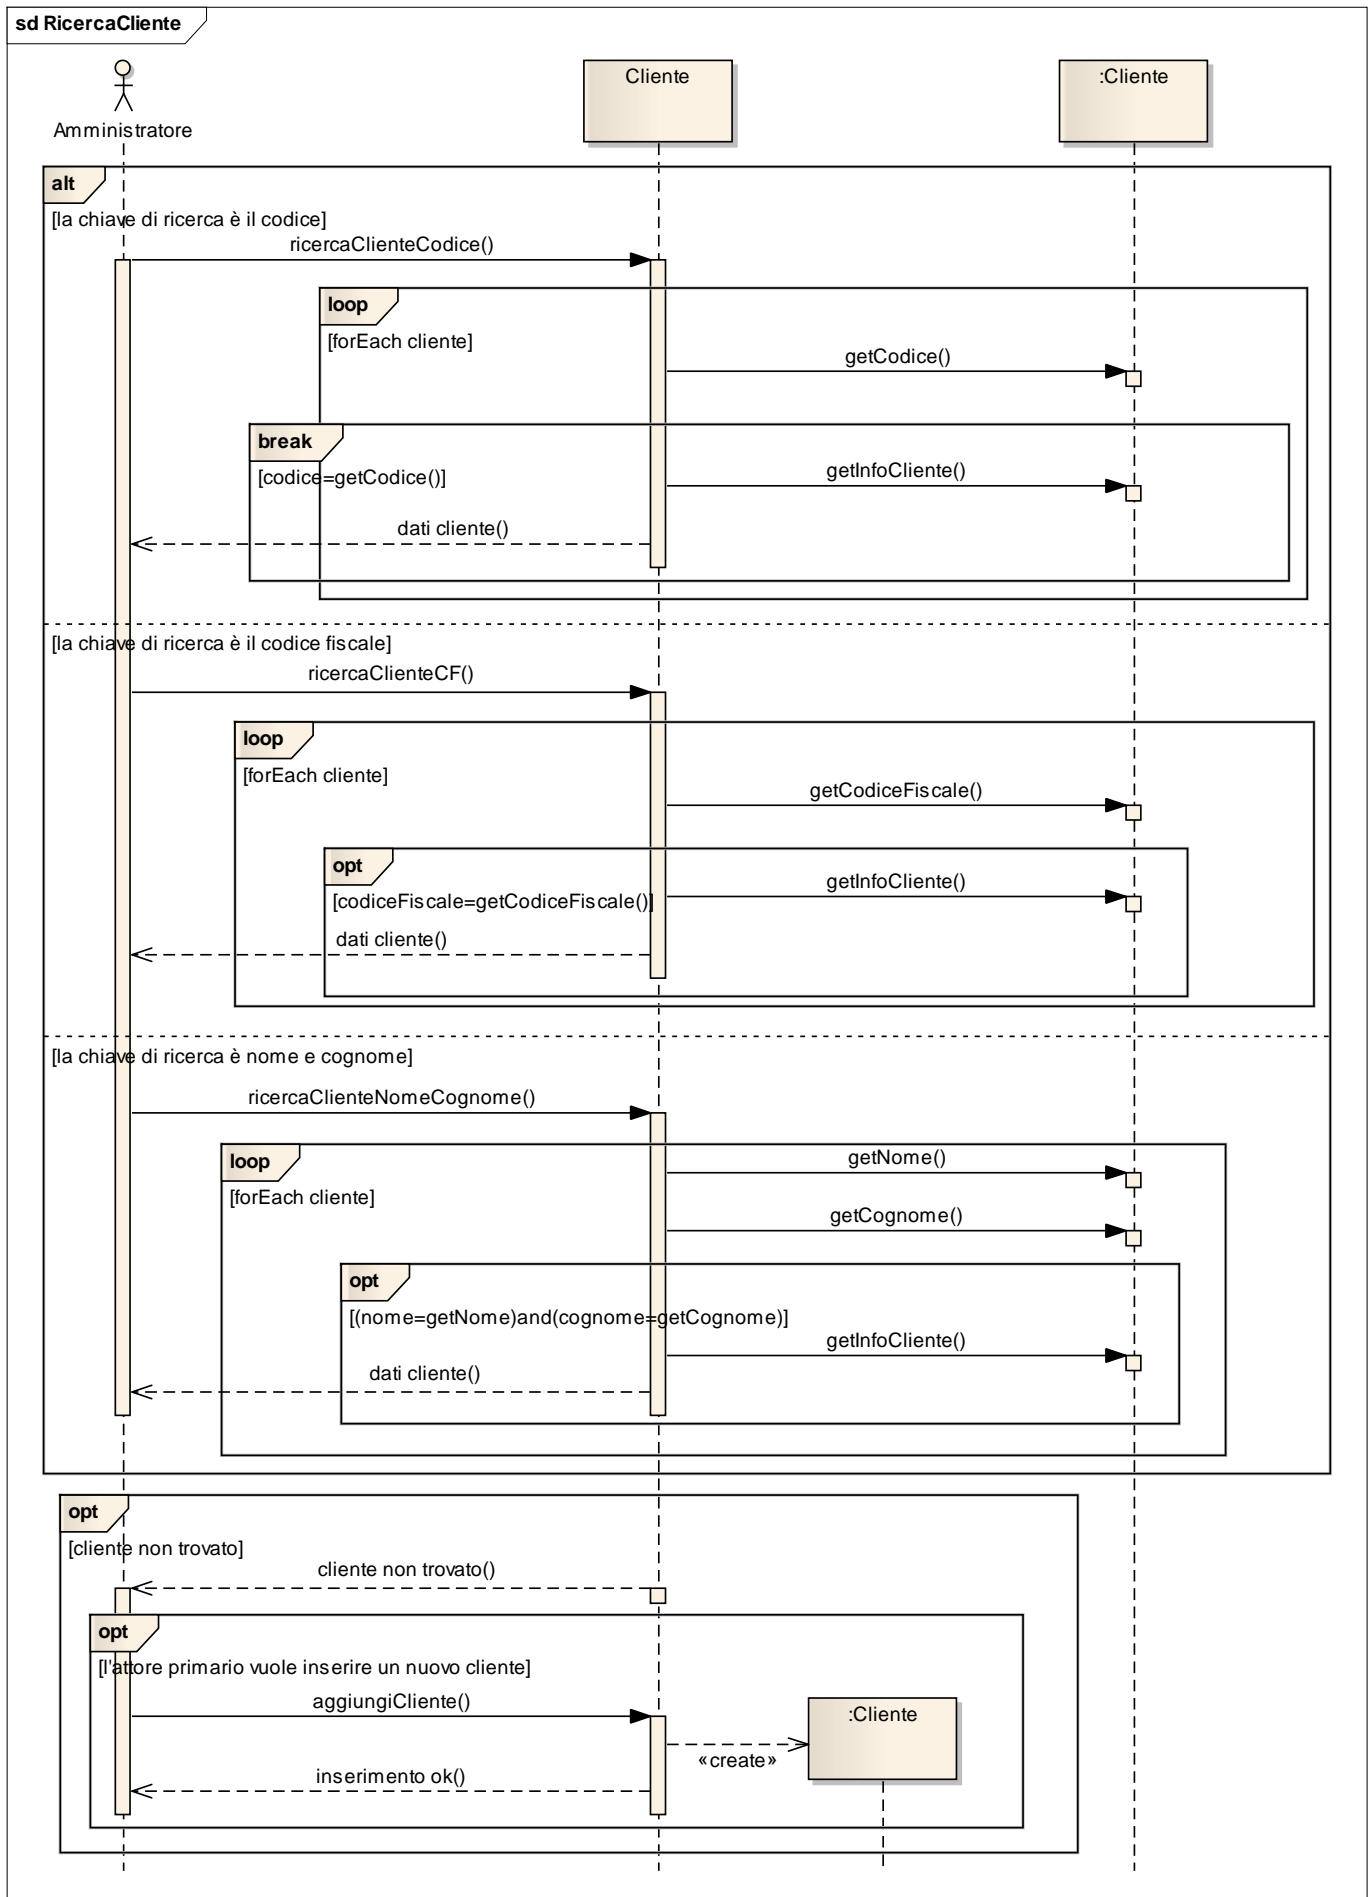 sd RicercaCliente
Amministratore
Cliente
:Cliente
alt
[la chiave di ricerca è il codice]
ricercaClienteCodice()
loop
[forEach cliente]
getCodice()
break
[codice=getCodice()]
getInfoCliente()
dati cliente()
[la chiave di ricerca è il codice fiscale]
ricercaClienteCF()
loop
[forEach cliente]
getCodiceFiscale()
opt
[codiceFiscale=getCodiceFiscale()]
getInfoCliente()
dati cliente()
[la chiave di ricerca è nome e cognome]
ricercaClienteNomeCognome()
loop
[forEach cliente]
getNome()
getCognome()
opt
[(nome=getNome)and(cognome=getCognome)]
getInfoCliente()
dati cliente()
opt
[cliente non trovato]
cliente non trovato()
opt
[l'attore primario vuole inserire un nuovo cliente]
aggiungiCliente()
:Cliente
«create»
inserimento ok()